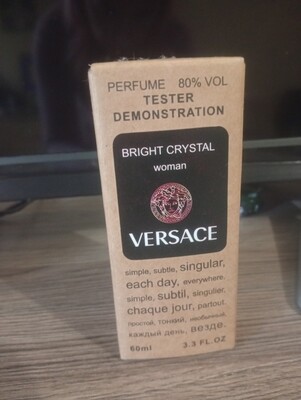 PERFUME 80% VOL
TESTER
DEMONSTRATION
BRIGHT CRYSTAL
woman
VERSACE
simple, subtle, singular,
each day, everywhere.
simple, subtil, singulier,
chaque jour, partout.
простой, тонкий, необычный,
каждый день, везде.
60ml 3.3 FL.OZ